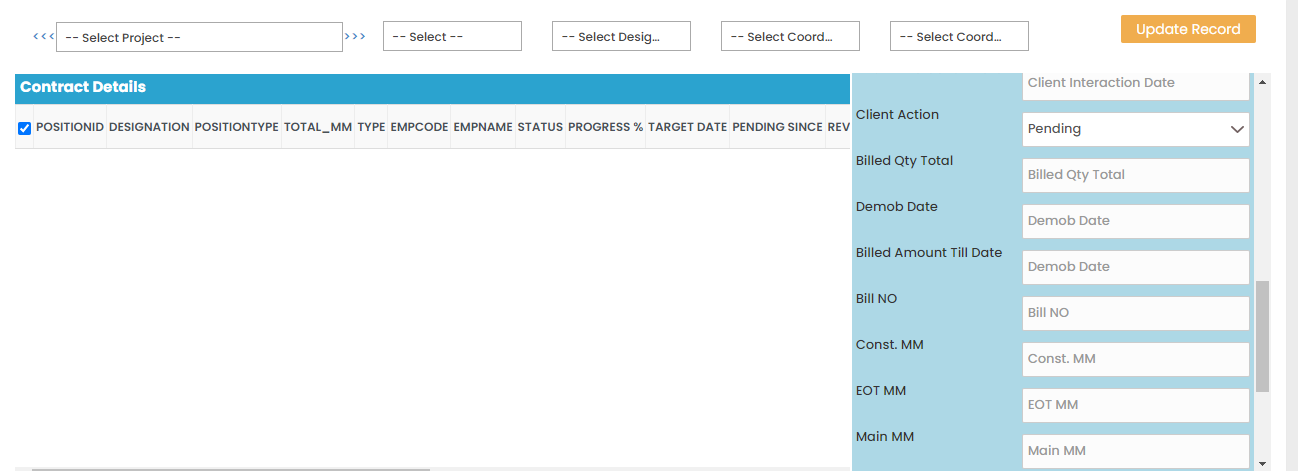 <<< -- Select Project -- >>> -- Select -- -- Select Desig... -- Select Coord... -- Select Coord... Update Record
Contract Details
POSITIONID DESIGNATION POSITIONTYPE TOTAL_MM TYPE EMPCODE EMPNAME STATUS PROGRESS % TARGET DATE PENDING SINCE REV
Client Interaction Date
Client Action Pending
Billed Qty Total Billed Qty Total
Demob Date Demob Date
Billed Amount Till Date Demob Date
Bill NO Bill NO
Const. MM Const. MM
EOT MM EOT MM
Main MM Main MM